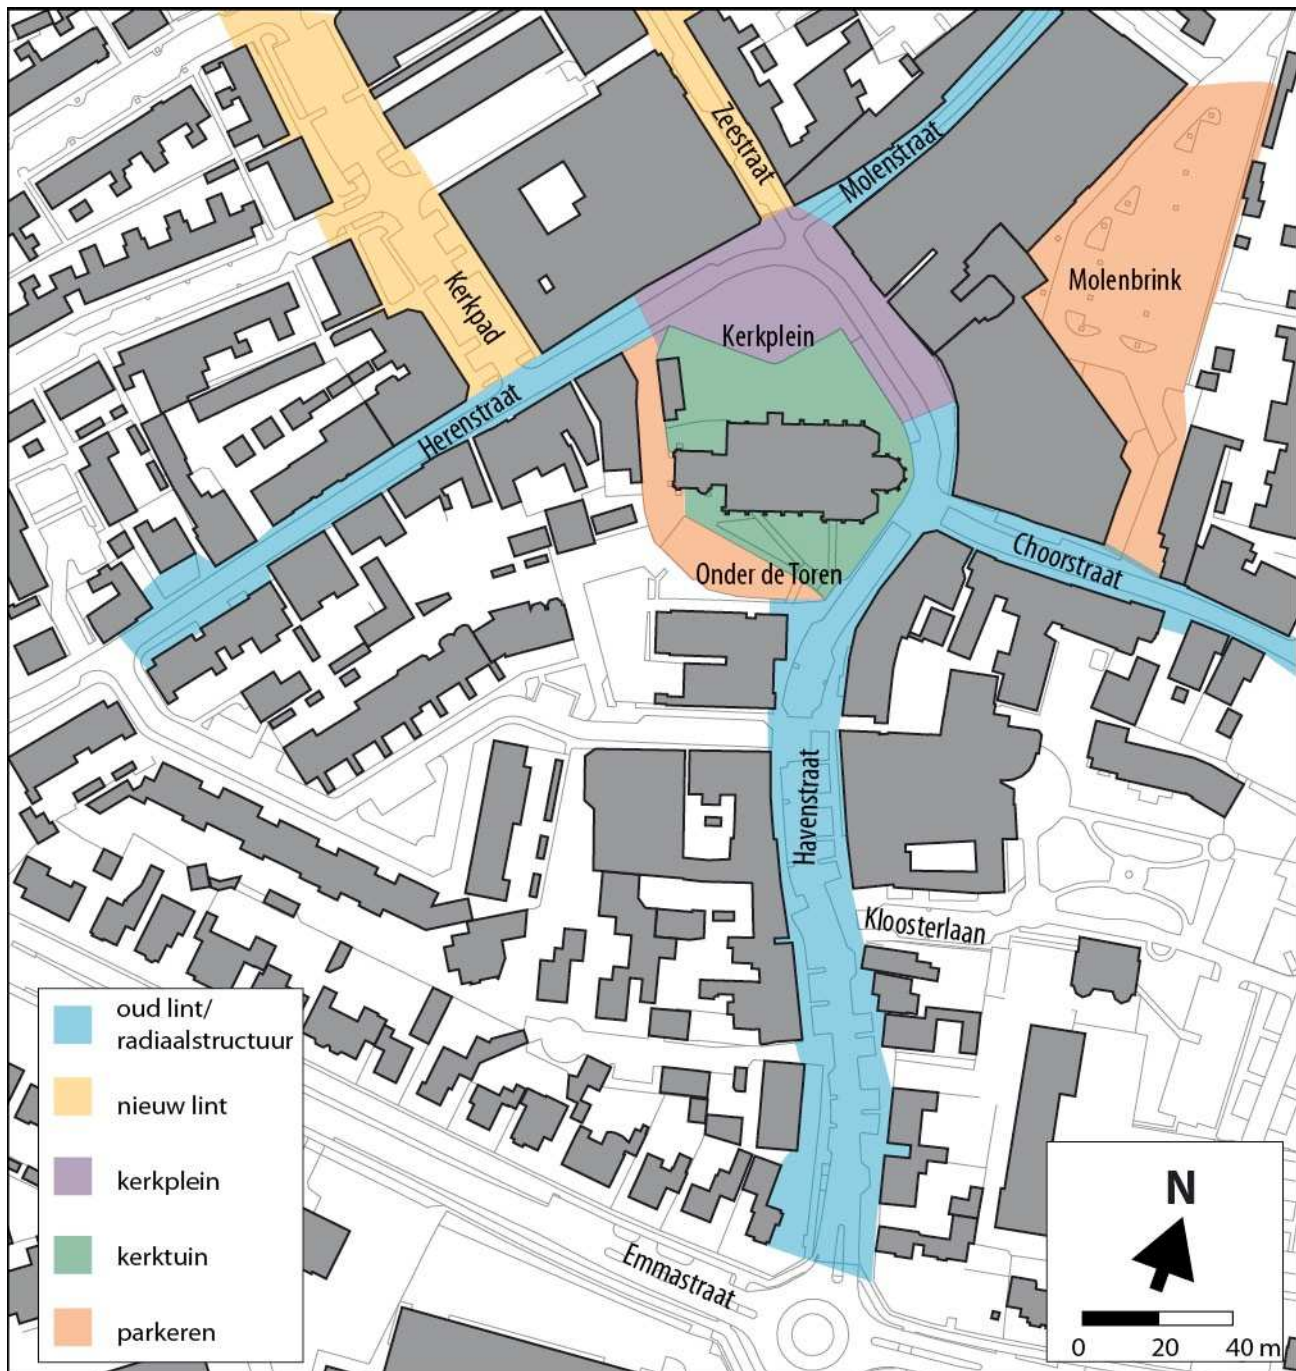 Zeestraat
Molenstraat
Molenbrink
Kerkpad
Kerkplein
Herenstraat
Onder de Toren
Choorstraat
Havenstraat
Kloosterlaan
Emmastraat
oud lint/
radiaalstructuur
nieuw lint
kerkplein
kerktuin
parkeren
N
0 20 40 m